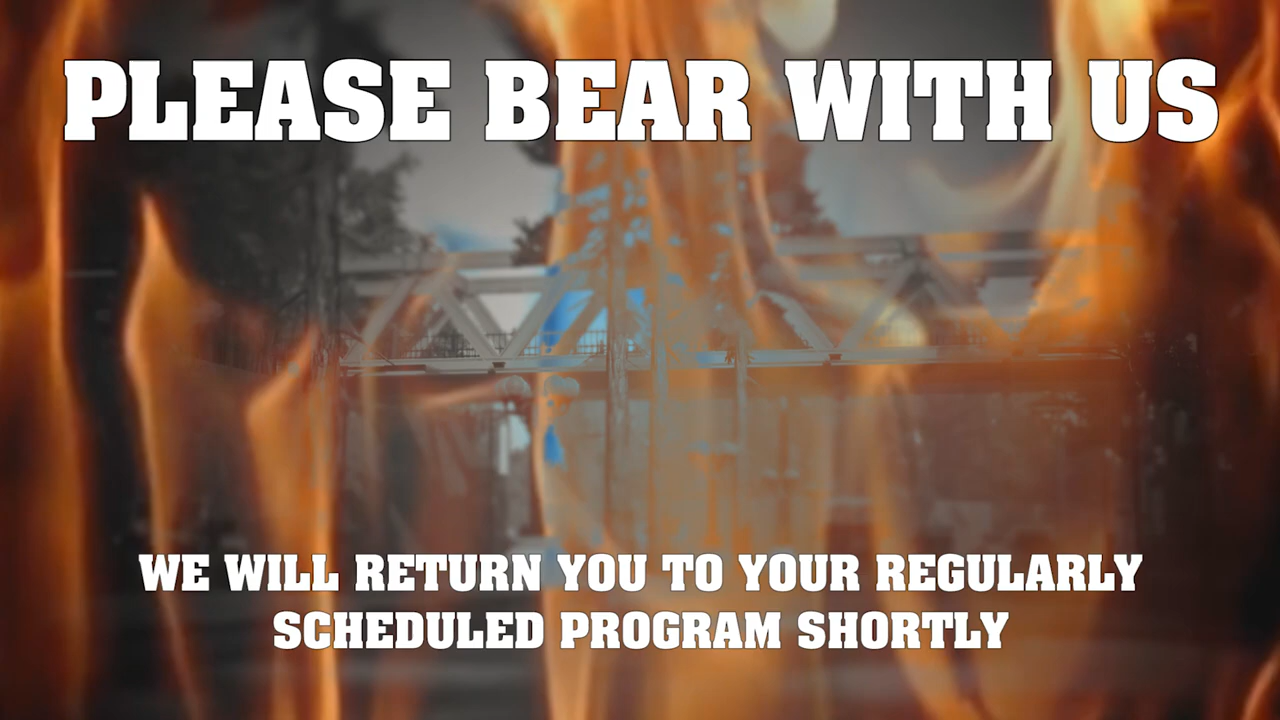 PLEASE BEAR WITH US
WE WILL RETURN YOU TO YOUR REGULARLY
SCHEDULED PROGRAM SHORTLY